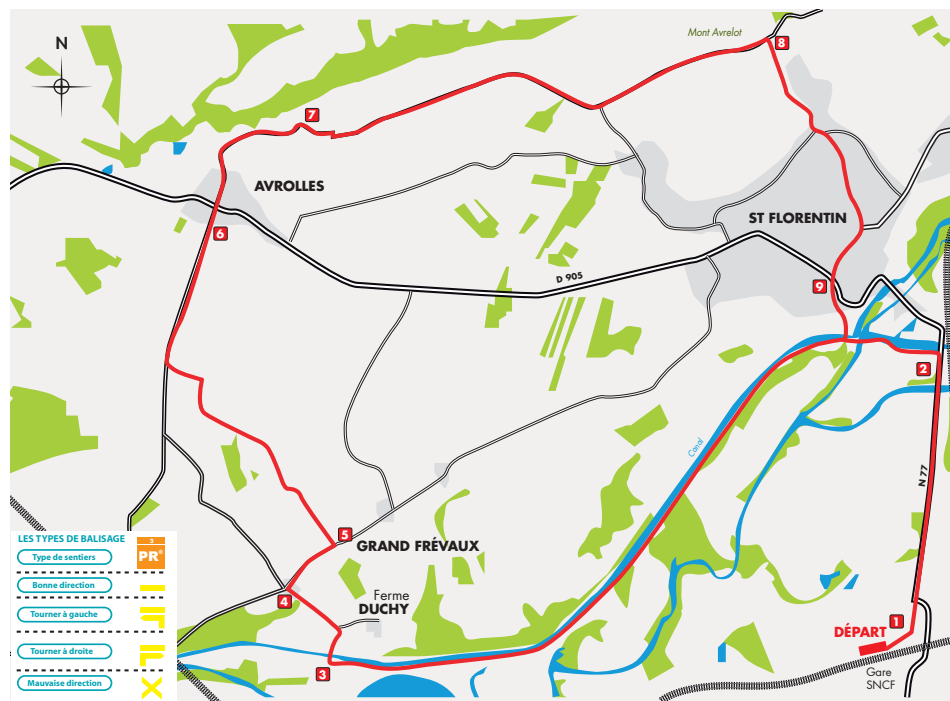 Mont Avrelot
8
N
7
AVROLLES
ST FLORENTIN
6
D 905
9
2
Canal
N 77
5
GRAND FRÉVAUX
4
Ferme
DUCHY
3
1
DÉPART
Gare
SNCF
LES TYPES DE BALISAGE
3
Type de sentiers
PR®
Bonne direction
Tourner à gauche
Tourner à droite
Mauvaise direction